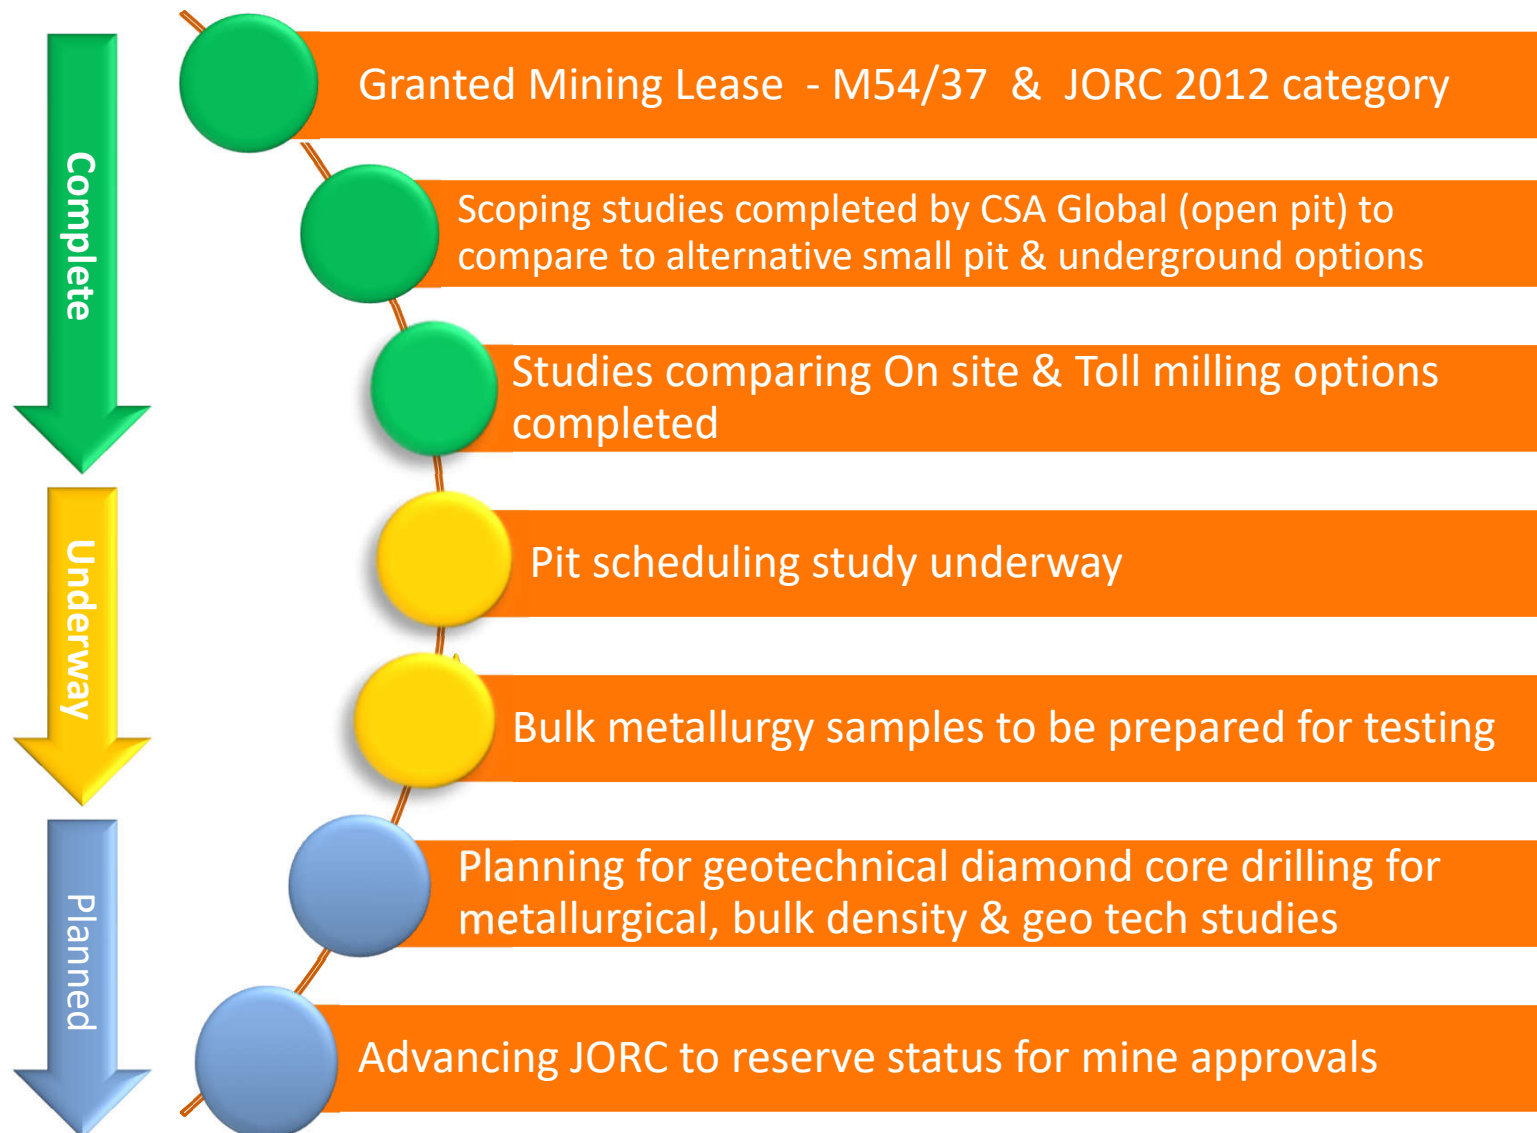 Complete
Granted Mining Lease - M54/37 & JORC 2012 category
Scoping studies completed by CSA Global (open pit) to
compare to alternative small pit & underground options
Studies comparing On site & Toll milling options
completed
Underway
Pit scheduling study underway
Bulk metallurgy samples to be prepared for testing
Planned
Planning for geotechnical diamond core drilling for
metallurgical, bulk density & geo tech studies
Advancing JORC to reserve status for mine approvals